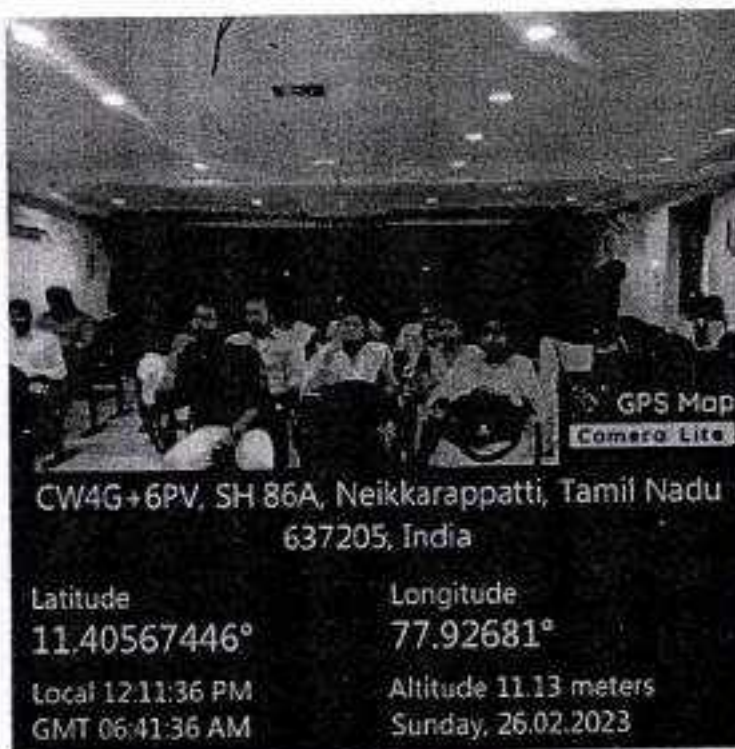 GPS Map
Camera Lite
CW4G+6PV, SH 86A, Neikkarappatti, Tamil Nadu
637205, India
Latitude
11.40567446°
Longitude
77.92681°
Local 12:11:36 PM
GMT 06:41:36 AM
Altitude 11.13 meters
Sunday, 26.02.2023